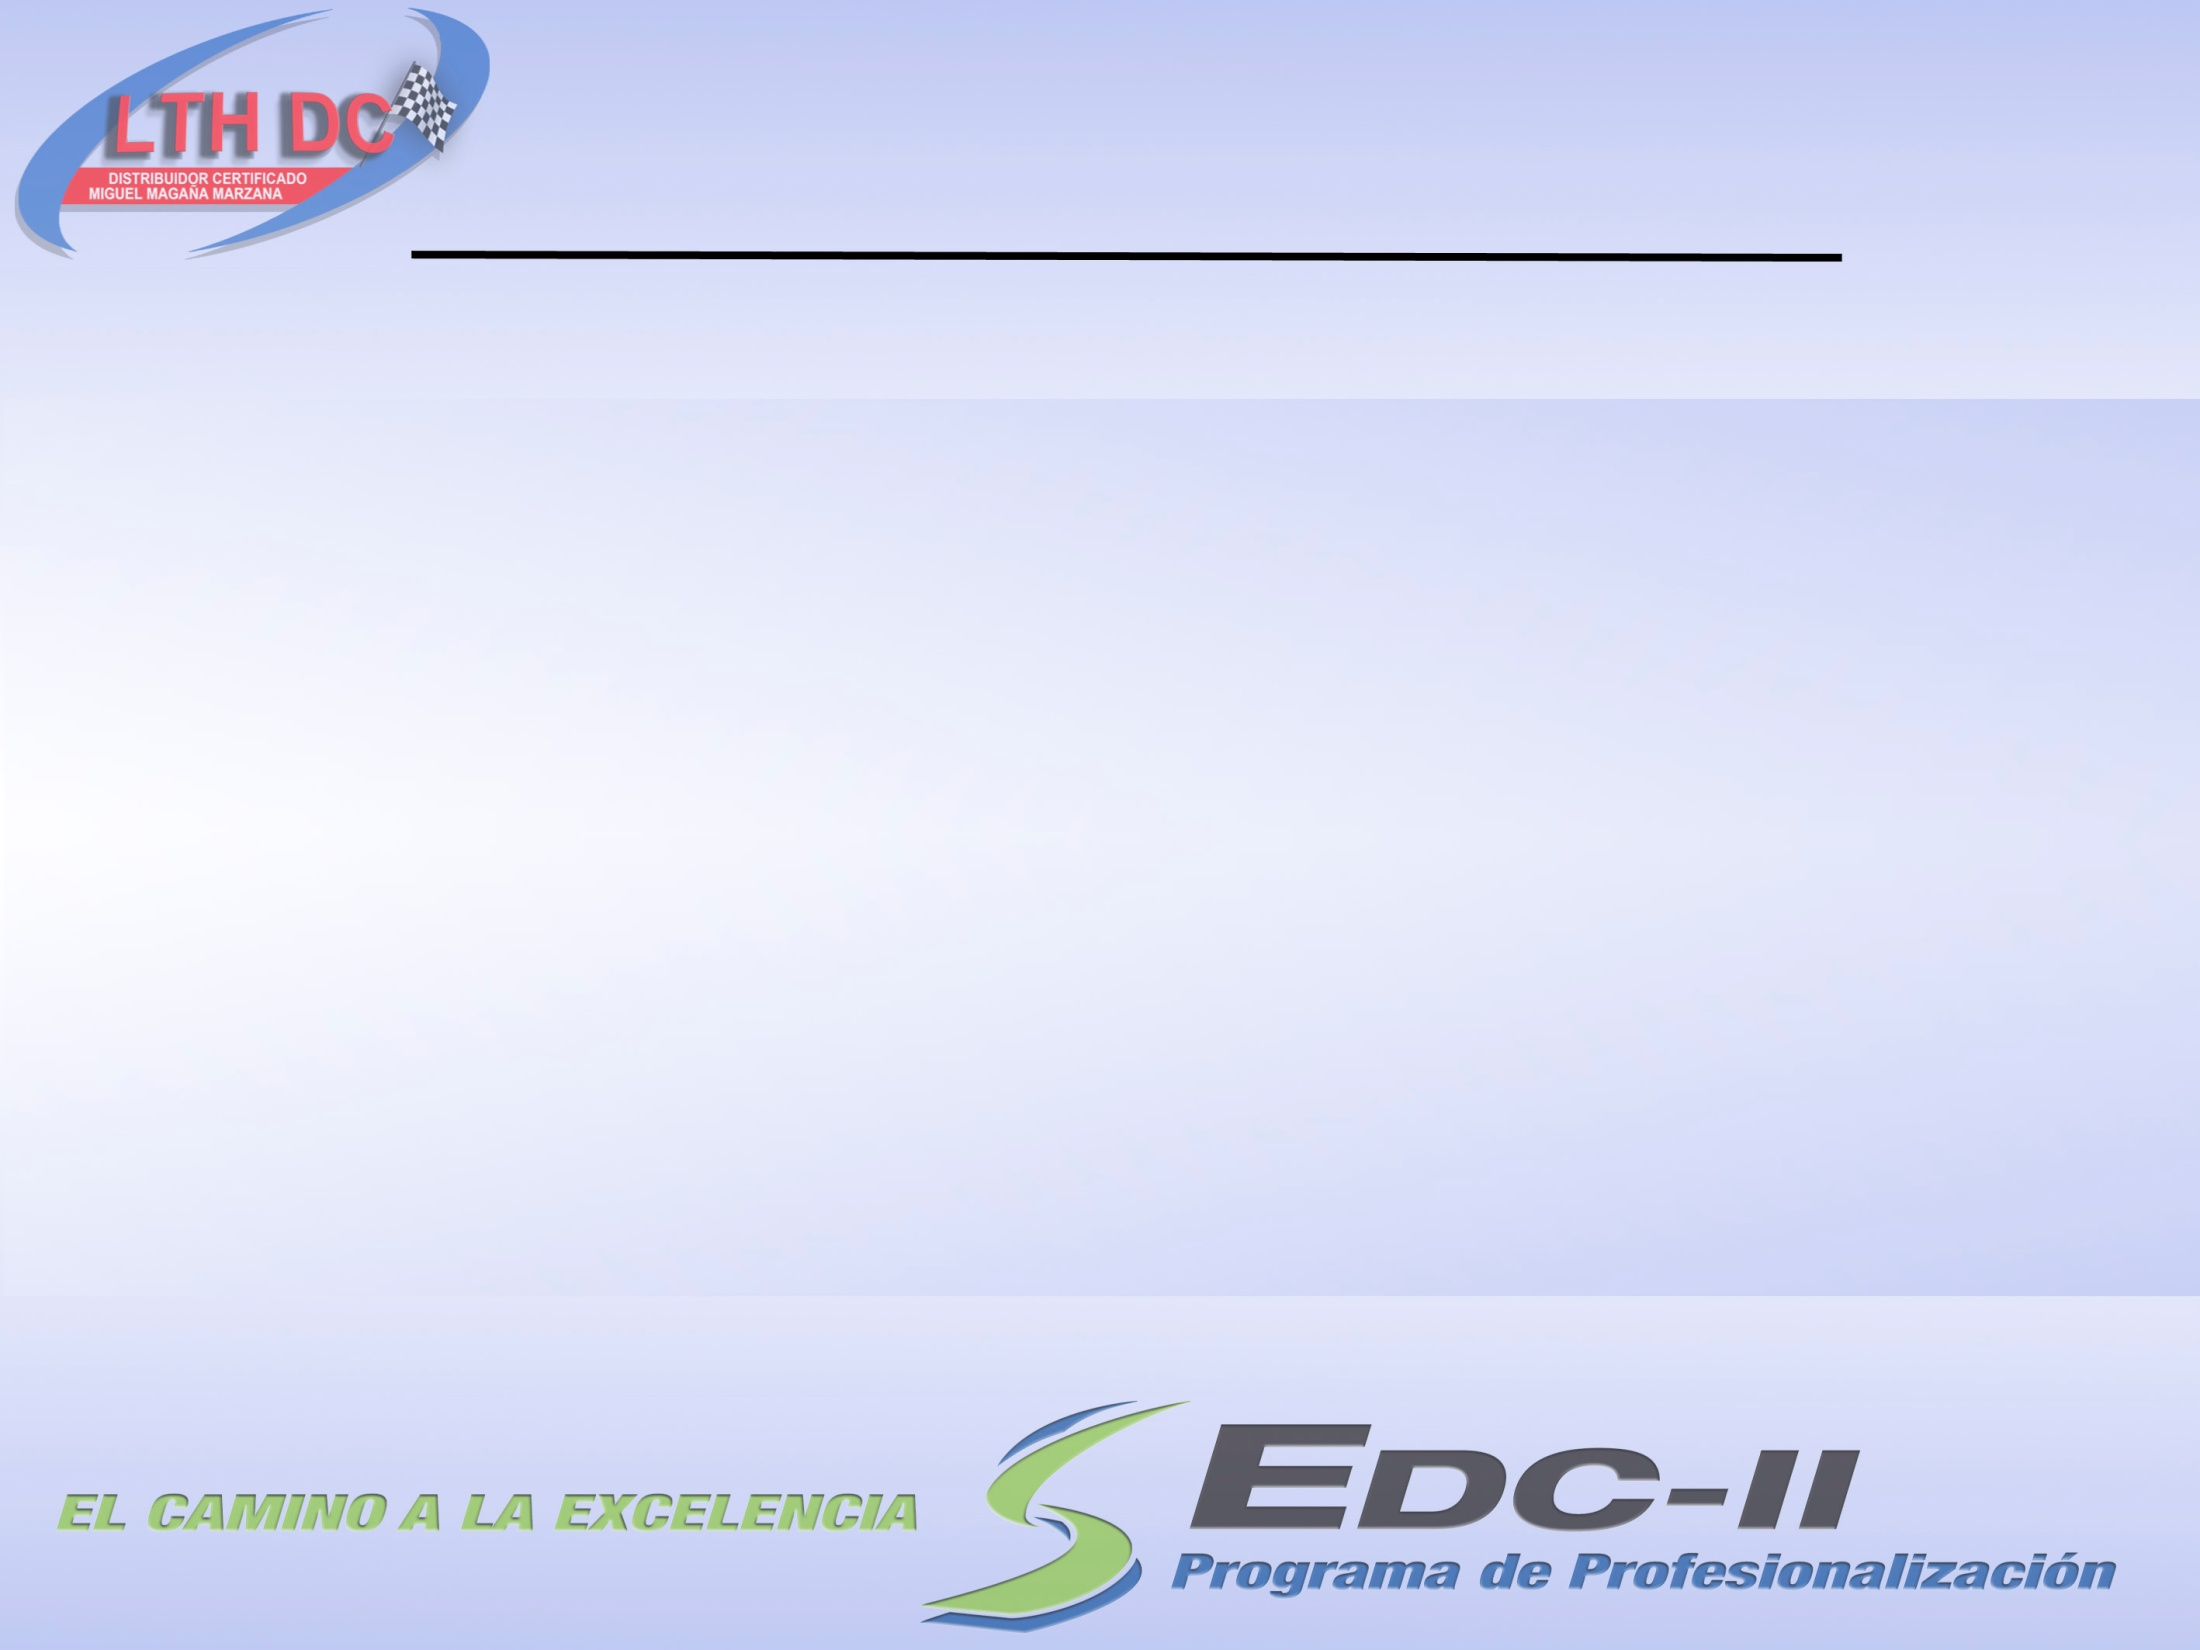 LTH DC
DISTRIBUIDOR CERTIFICADO
MIGUEL MAGAÑA MARZANA
EL CAMINO A LA EXCELENCIA
EDC-II
Programa de Profesionalización